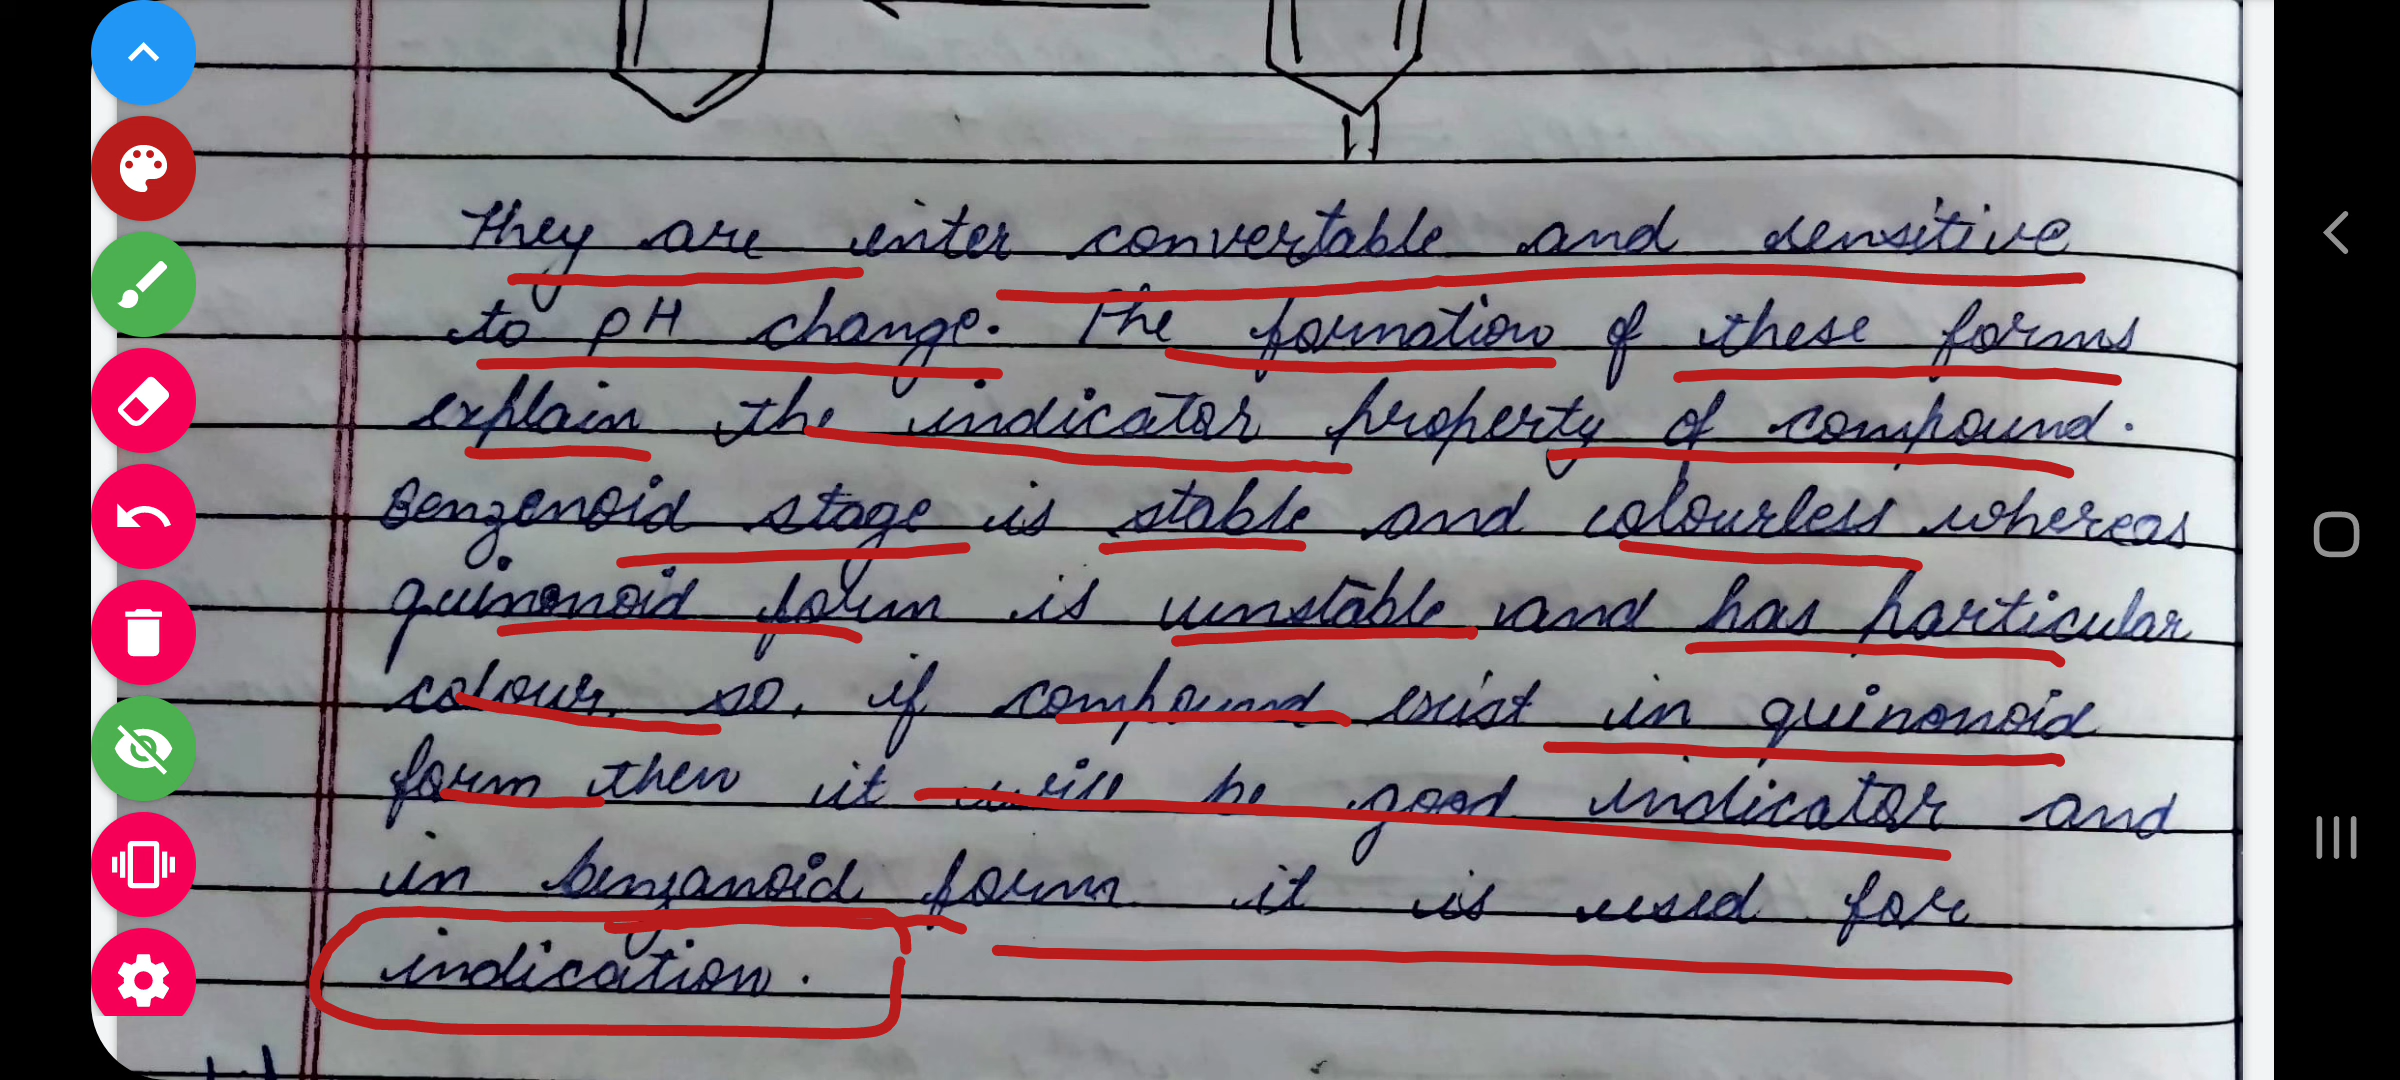 They are inter convertable and sensitive
to pH change. The formation of these forms
explain the indicator property of compound.
Benzenoid stage is stable and colourless whereas
quinonoid form is unstable and has particular
colour. so, if compound exist in quinonoid
form then it will be good indicator and
in benzanoid form it is used for
indication.